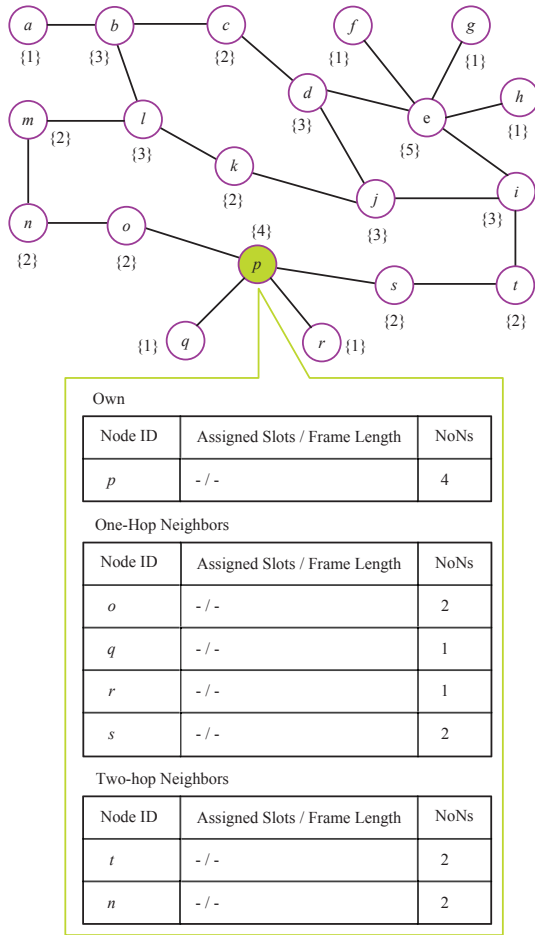 a b c f g
{1} {3} {2} {1} {1}
d e h
{3} {5} {1}
m l k j i
{2} {3} {2} {3} {3}
n o {4} p s t
{2} {2} {2} {2}
{1} q r {1}
Own
Node ID Assigned Slots / Frame Length NoNs
p - / - 4
One-Hop Neighbors
Node ID Assigned Slots / Frame Length NoNs
o - / - 2
q - / - 1
r - / - 1
s - / - 2
Two-hop Neighbors
Node ID Assigned Slots / Frame Length NoNs
t - / - 2
n - / - 2